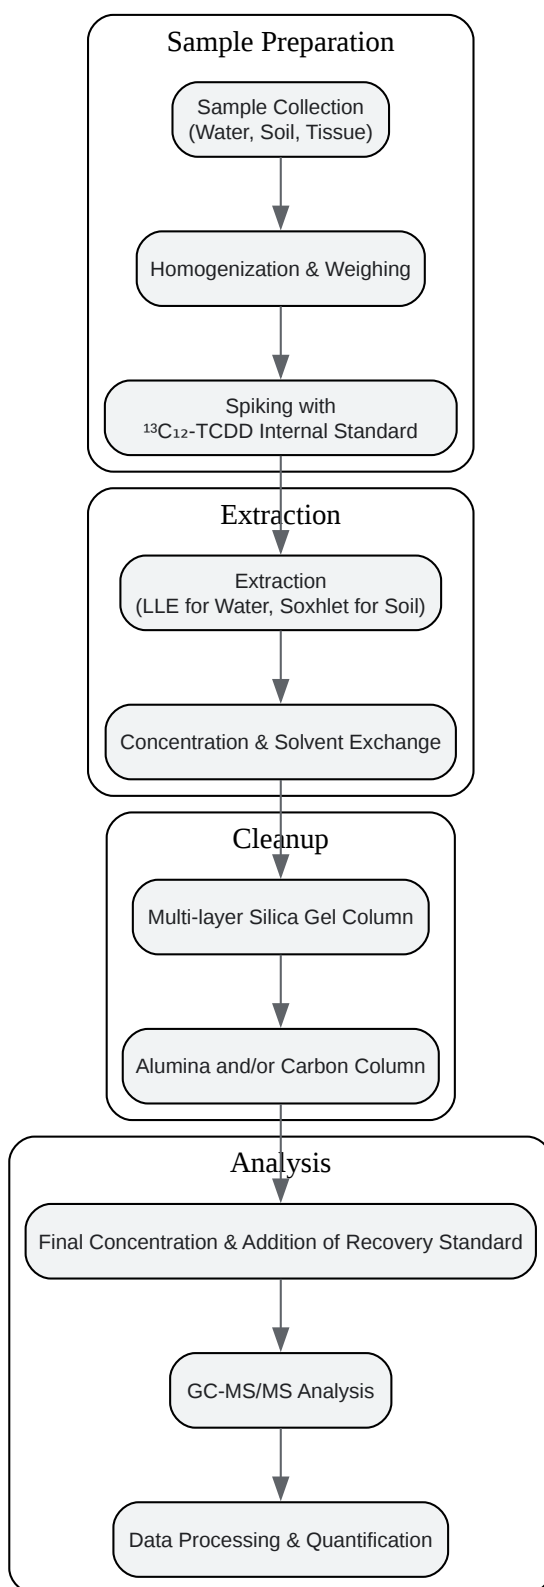 Sample Preparation
Sample Collection
(Water, Soil, Tissue)
Homogenization & Weighing
Spiking with
¹³C₁₂-TCDD Internal Standard
Extraction
Extraction
(LLE for Water, Soxhlet for Soil)
Concentration & Solvent Exchange
Cleanup
Multi-layer Silica Gel Column
Alumina and/or Carbon Column
Analysis
Final Concentration & Addition of Recovery Standard
GC-MS/MS Analysis
Data Processing & Quantification